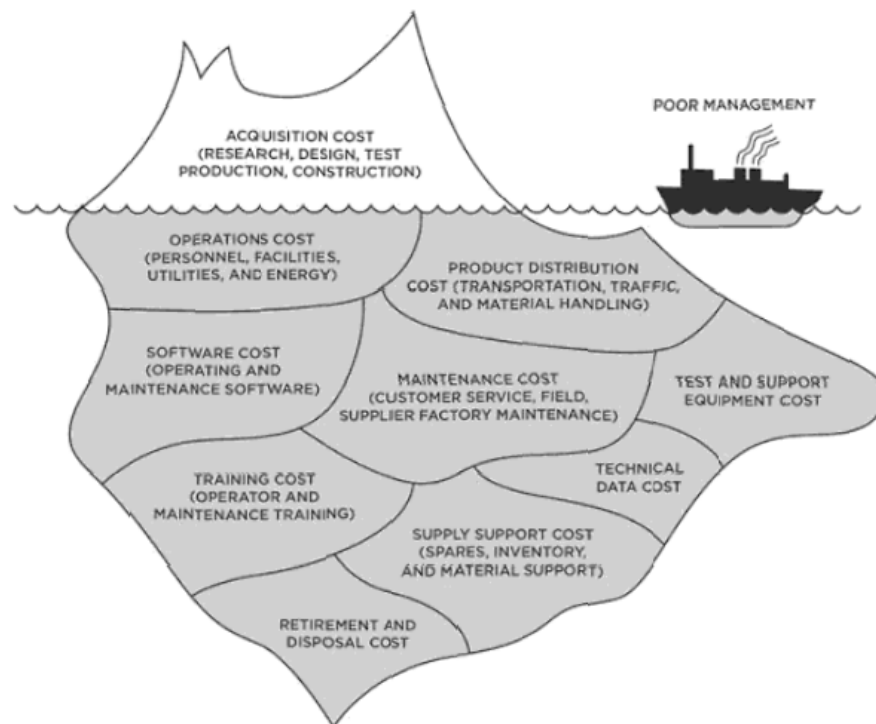 POOR MANAGEMENT
ACQUISITION COST
(RESEARCH, DESIGN, TEST
PRODUCTION, CONSTRUCTION)
OPERATIONS COST
(PERSONNEL, FACILITIES,
UTILITIES, AND ENERGY)
PRODUCT DISTRIBUTION
COST (TRANSPORTATION, TRAFFIC,
AND MATERIAL HANDLING)
SOFTWARE COST
(OPERATING AND
MAINTENANCE SOFTWARE)
MAINTENANCE COST
(CUSTOMER SERVICE, FIELD,
SUPPLIER FACTORY MAINTENANCE)
TEST AND SUPPORT
EQUIPMENT COST
TRAINING COST
(OPERATOR AND
MAINTENANCE TRAINING)
TECHNICAL
DATA COST
SUPPLY SUPPORT COST
(SPARES, INVENTORY,
AND MATERIAL SUPPORT)
RETIREMENT AND
DISPOSAL COST